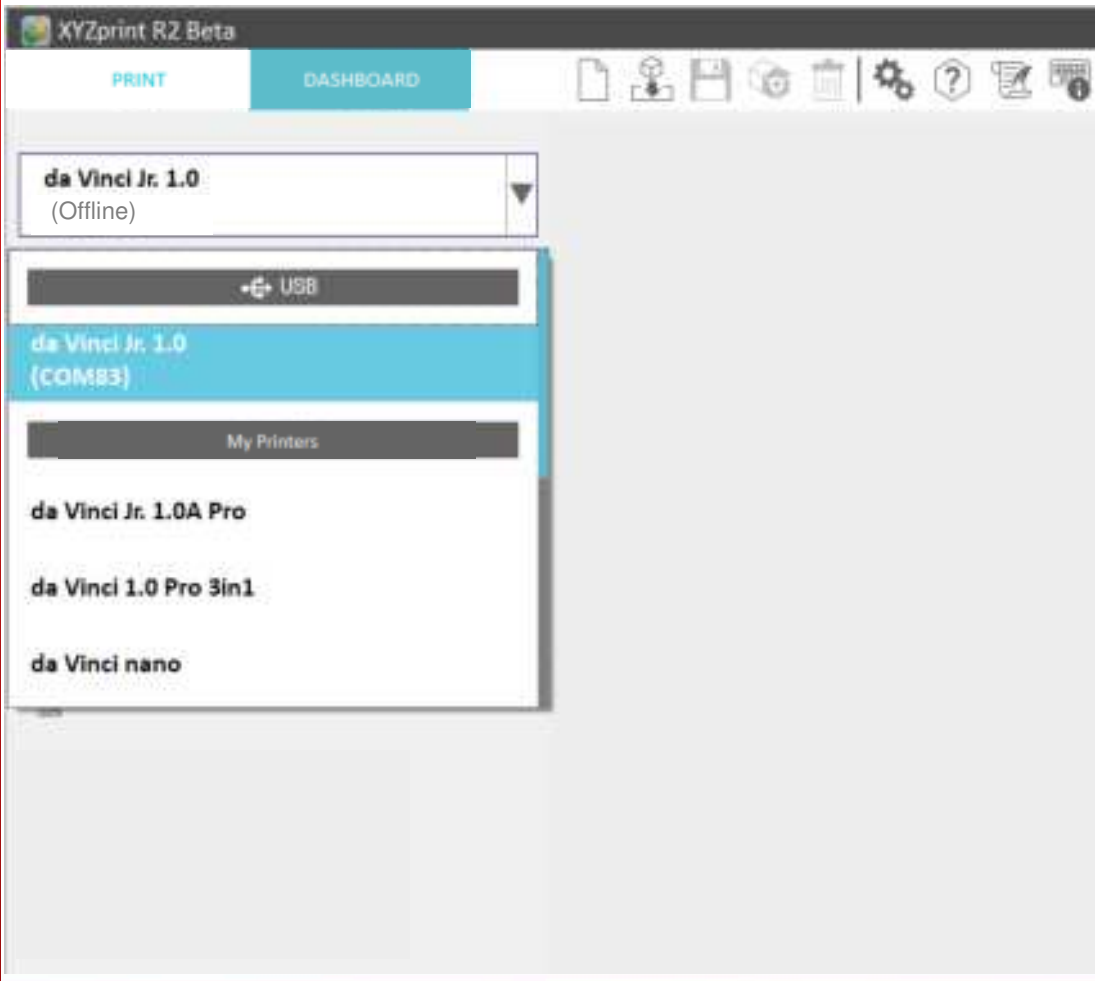 XYZprint R2 Beta
PRINT
DASHBOARD
?
da Vinci Jr. 1.0
(Offline)
USB
da Vinci Jr. 1.0
(COM83)
My Printers
da Vinci Jr. 1.0A Pro
da Vinci 1.0 Pro 3in1
da Vinci nano